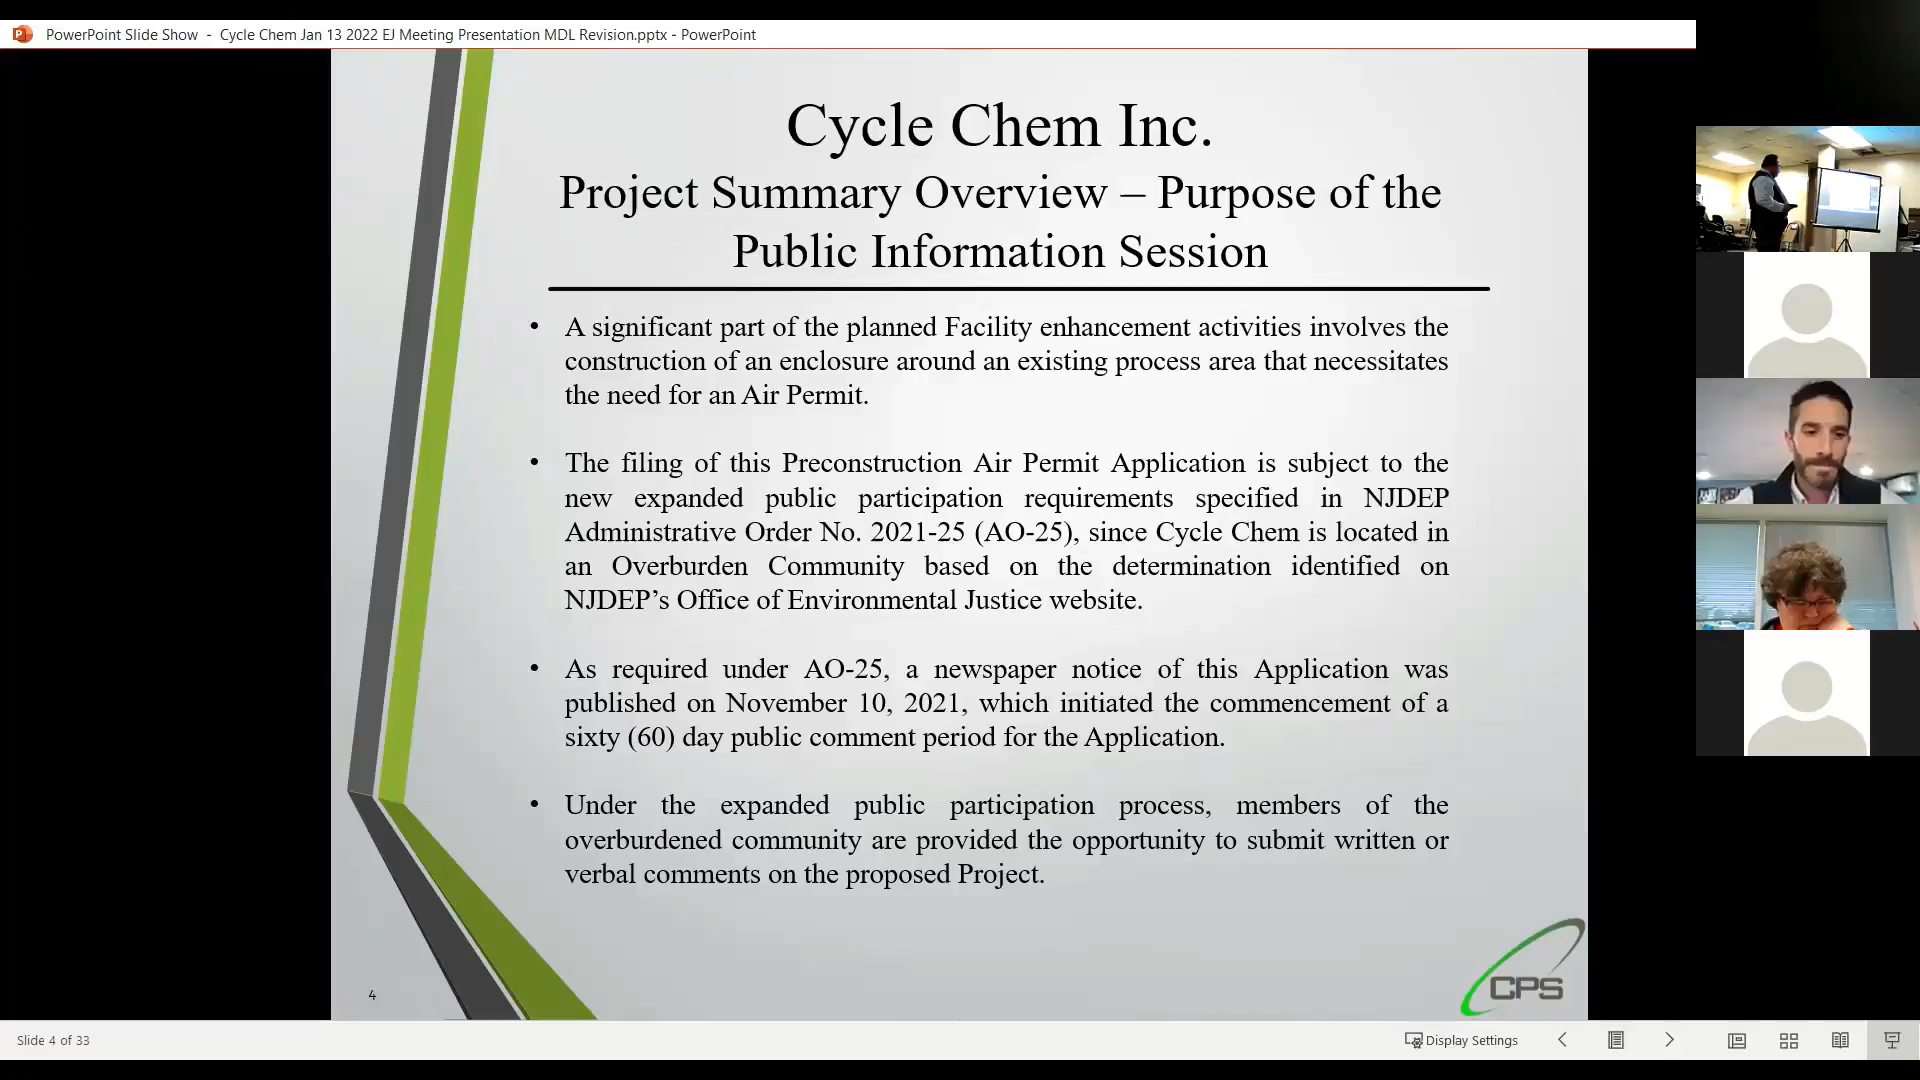 PowerPoint Slide Show - Cycle Chem Jan 13 2022 EJ Meeting Presentation MDL Revision.pptx - PowerPoint
Cycle Chem Inc.
Project Summary Overview – Purpose of the
Public Information Session
• A significant part of the planned Facility enhancement activities involves the
construction of an enclosure around an existing process area that necessitates
the need for an Air Permit.
• The filing of this Preconstruction Air Permit Application is subject to the
new expanded public participation requirements specified in NJDEP
Administrative Order No. 2021-25 (AO-25), since Cycle Chem is located in
an Overburden Community based on the determination identified on
NJDEP’s Office of Environmental Justice website.
• As required under AO-25, a newspaper notice of this Application was
published on November 10, 2021, which initiated the commencement of a
sixty (60) day public comment period for the Application.
• Under the expanded public participation process, members of the
overburdened community are provided the opportunity to submit written or
verbal comments on the proposed Project.
4
CPS
Slide 4 of 33
Display Settings